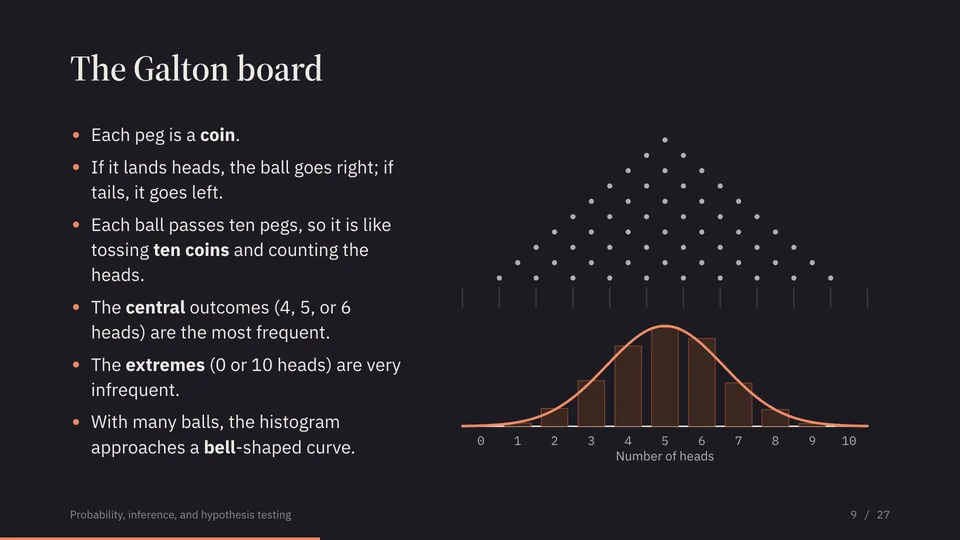 The Galton board
Each peg is a coin.
If it lands heads, the ball goes right; if
tails, it goes left.
Each ball passes ten pegs, so it is like
tossing ten coins and counting the
heads.
The central outcomes (4, 5, or 6
heads) are the most frequent.
The extremes (0 or 10 heads) are very
infrequent.
With many balls, the histogram
approaches a bell-shaped curve.
0 1 2 3 4 5 6 7 8 9 10
Number of heads
Probability, inference, and hypothesis testing
9 / 27